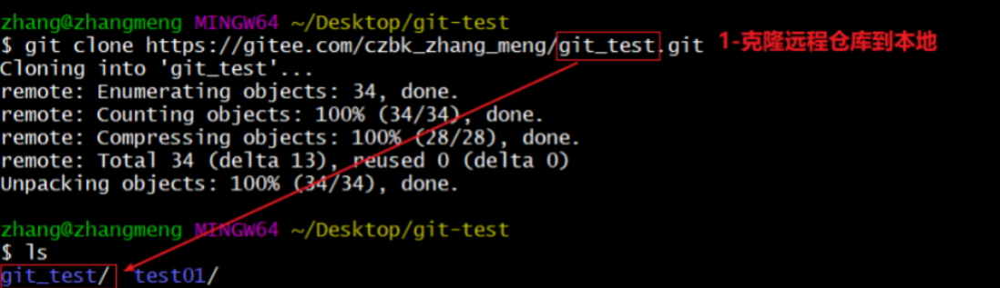 zhang@zhangmeng MINGW64 ~/Desktop/git-test
$ git clone https://gitee.com/czbk_zhang_meng/git_test.git 1-克隆远程仓库到本地
Cloning into 'git_test'...
remote: Enumerating objects: 34, done.
remote: Counting objects: 100% (34/34), done.
remote: Compressing objects: 100% (28/28), done.
remote: Total 34 (delta 13), reused 0 (delta 0)
Unpacking objects: 100% (34/34), done.
zhang@zhangmeng MINGW64 ~/Desktop/git-test
$ ls
git_test/ test01/